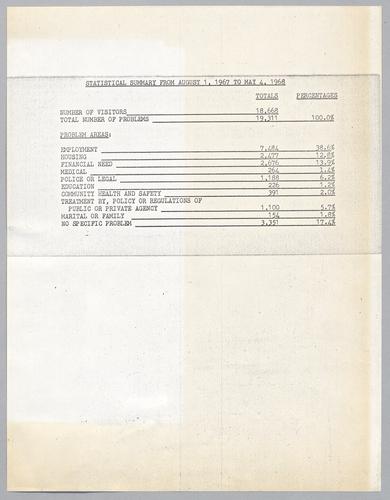 STATISTICAL SUMMARY FROM AUGUST 1, 1967 TO MAY 4, 1968
TOTALS PERCENTAGES
NUMBER OF VISITORS 18,668
TOTAL NUMBER OF PROBLEMS 19,311 100.0%
PROBLEM AREAS:
EMPLOYMENT 7,484 38.6%
HOUSING 2,477 12.8%
FINANCIAL NEED 2,676 13.9%
MEDICAL 264 1.4%
POLICE OR LEGAL 1,188 6.2%
EDUCATION 226 1.2%
COMMUNITY HEALTH AND SAFETY 391 2.0%
TREATMENT BY, POLICY OR REGULATIONS OF
PUBLIC OR PRIVATE AGENCY 1,100 5.7%
MARITAL OR FAMILY 154 1.8%
NO SPECIFIC PROBLEM 3,351 17.4%